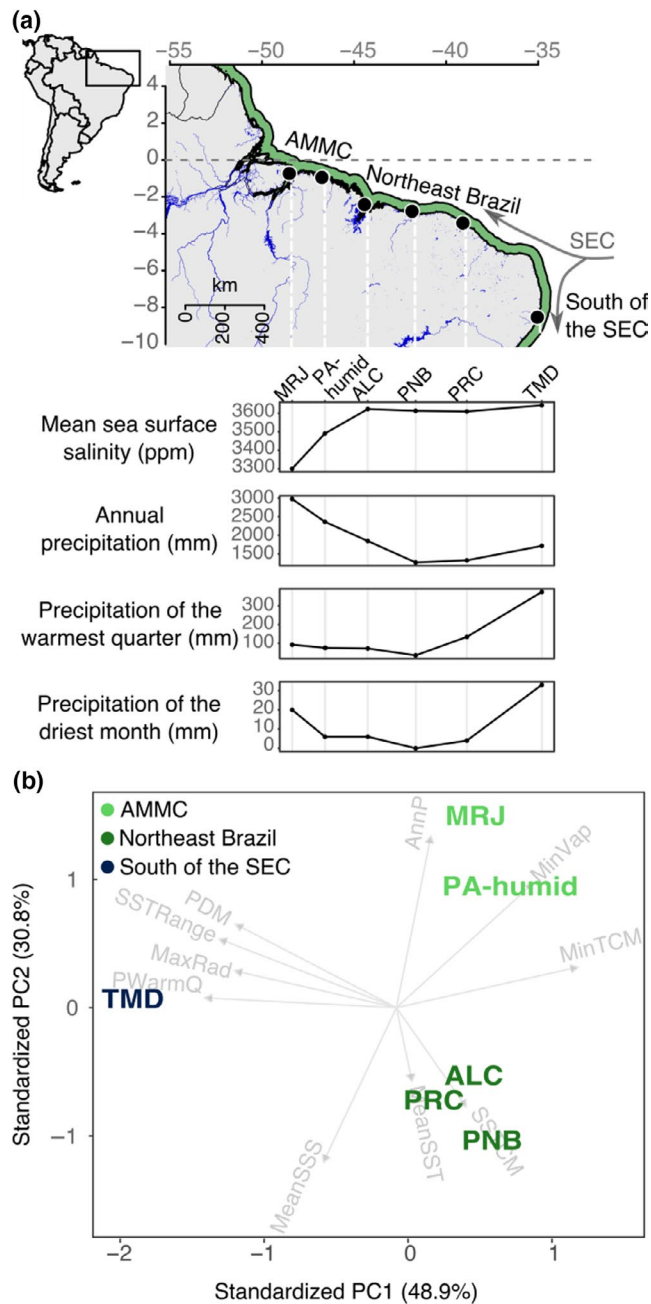 (a)
−55 −50 −45 −40 −35
4
2
0
−2
−4
−6
−8
−10
AMMC
Northeast Brazil
SEC
South of
the SEC
km
0
200
400
MRJ
PA-
humid
ALC
PNB
PRC
TMD
Mean sea surface
salinity (ppm)
3600
3500
3400
3300
Annual
precipitation (mm)
3000
2500
2000
1500
Precipitation of the
warmest quarter (mm)
300
200
100
Precipitation of the
driest month (mm)
30
20
10
0
(b)
AMMC
Northeast Brazil
South of the SEC
AnnP
MRJ
MinVap
PA-humid
PDM
SSTRange
MinTCM
MaxRad
PWarmQ
TMD
ALC
PRC
PNB
MeanSST
MeanSSS
1
0
−1
Standardized PC2 (30.8%)
−2 −1 0 1
Standardized PC1 (48.9%)